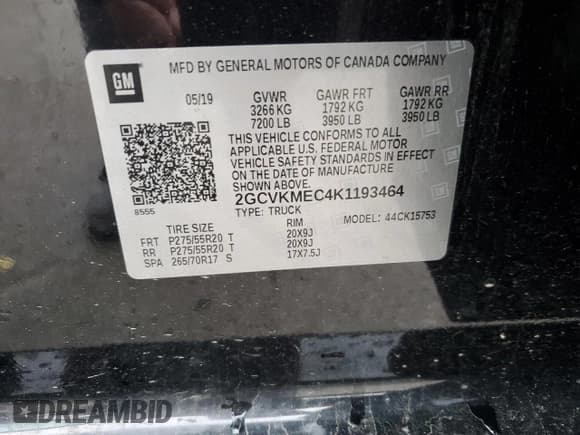 GM
MFD BY GENERAL MOTORS OF CANADA COMPANY
05/19 GVWR GAWR FRT GAWR RR
3266 KG 1792 KG 1792 KG
7200 LB 3950 LB 3950 LB
THIS VEHICLE CONFORMS TO ALL
APPLICABLE U.S. FEDERAL MOTOR
VEHICLE SAFETY STANDARDS IN EFFECT
ON THE DATE OF MANUFACTURE
SHOWN ABOVE.
8555
2GCVKMEC4K1193464
TYPE: TRUCK MODEL: 44CK15753
TIRE SIZE RIM
FRT P275/55R20 T 20X9J
RR P275/55R20 T 20X9J
SPA 265/70R17 S 17X7.5J
DREAMBID